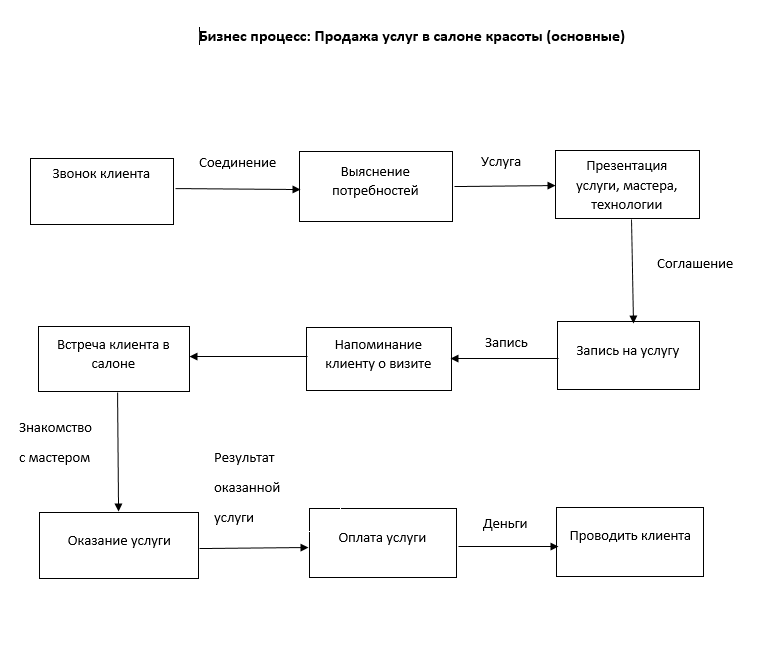 Бизнес процесс: Продажа услуг в салоне красоты (основные)
Звонок клиента
Соединение
Выяснение
потребностей
Услуга
Презентация
услуги, мастера,
технологии
Соглашение
Запись на услугу
Запись
Напоминание
клиенту о визите
Встреча клиента в
салоне
Знакомство
с мастером
Оказание услуги
Результат
оказанной
услуги
Оплата услуги
Деньги
Проводить клиента